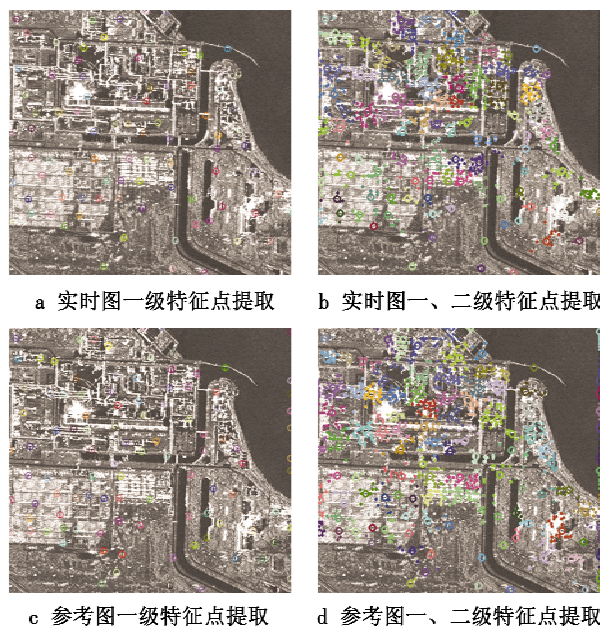 a 实时图一级特征点提取
b 实时图一、二级特征点提取
c 参考图一级特征点提取
d 参考图一、二级特征点提取